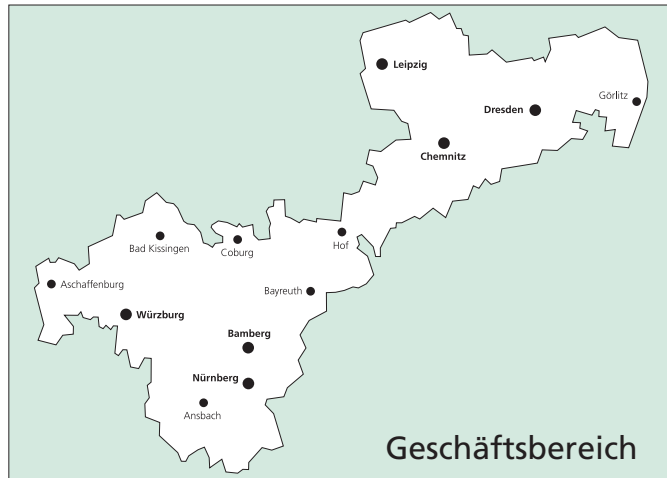 Leipzig
Görlitz
Dresden
Chemnitz
Hof
Bad Kissingen
Coburg
Aschaffenburg
Bayreuth
Würzburg
Bamberg
Nürnberg
Ansbach
Geschäftsbereich